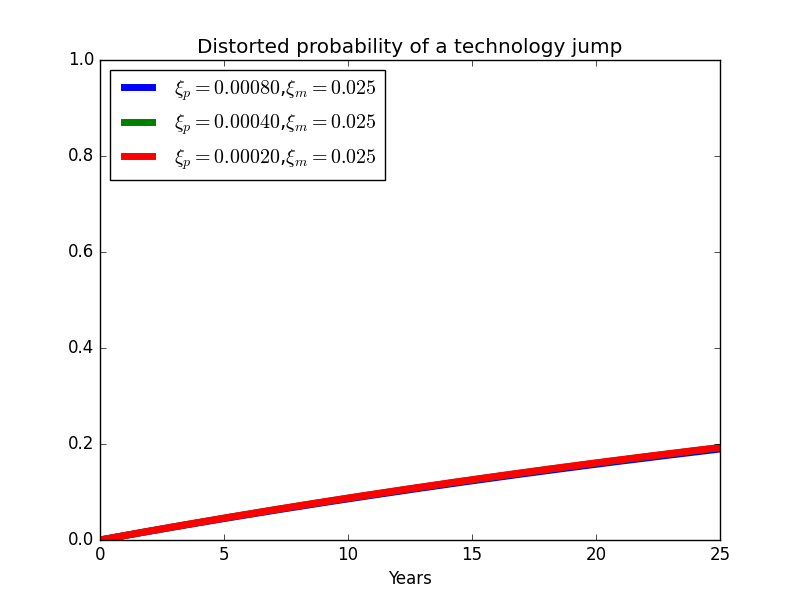 Distorted probability of a technology jump
1.0
ξₚ = 0.00080,ξₘ = 0.025
ξₚ = 0.00040,ξₘ = 0.025
ξₚ = 0.00020,ξₘ = 0.025
0.8
0.6
0.4
0.2
0.0
0 5 10 15 20 25
Years